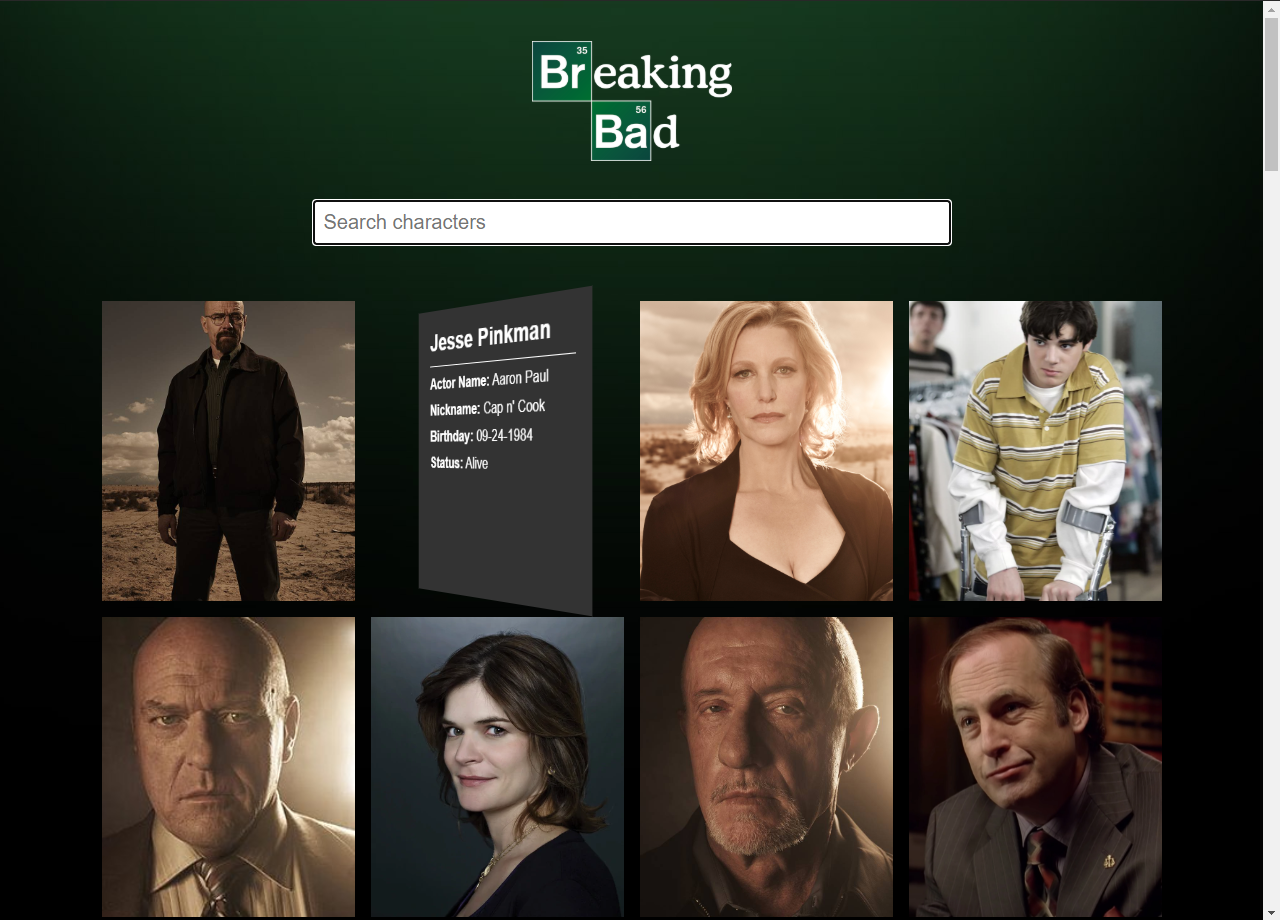 35
Breaking
56
Bad
Search characters
Jesse Pinkman
Actor Name: Aaron Paul
Nickname: Cap n' Cook
Birthday: 09-24-1984
Status: Alive